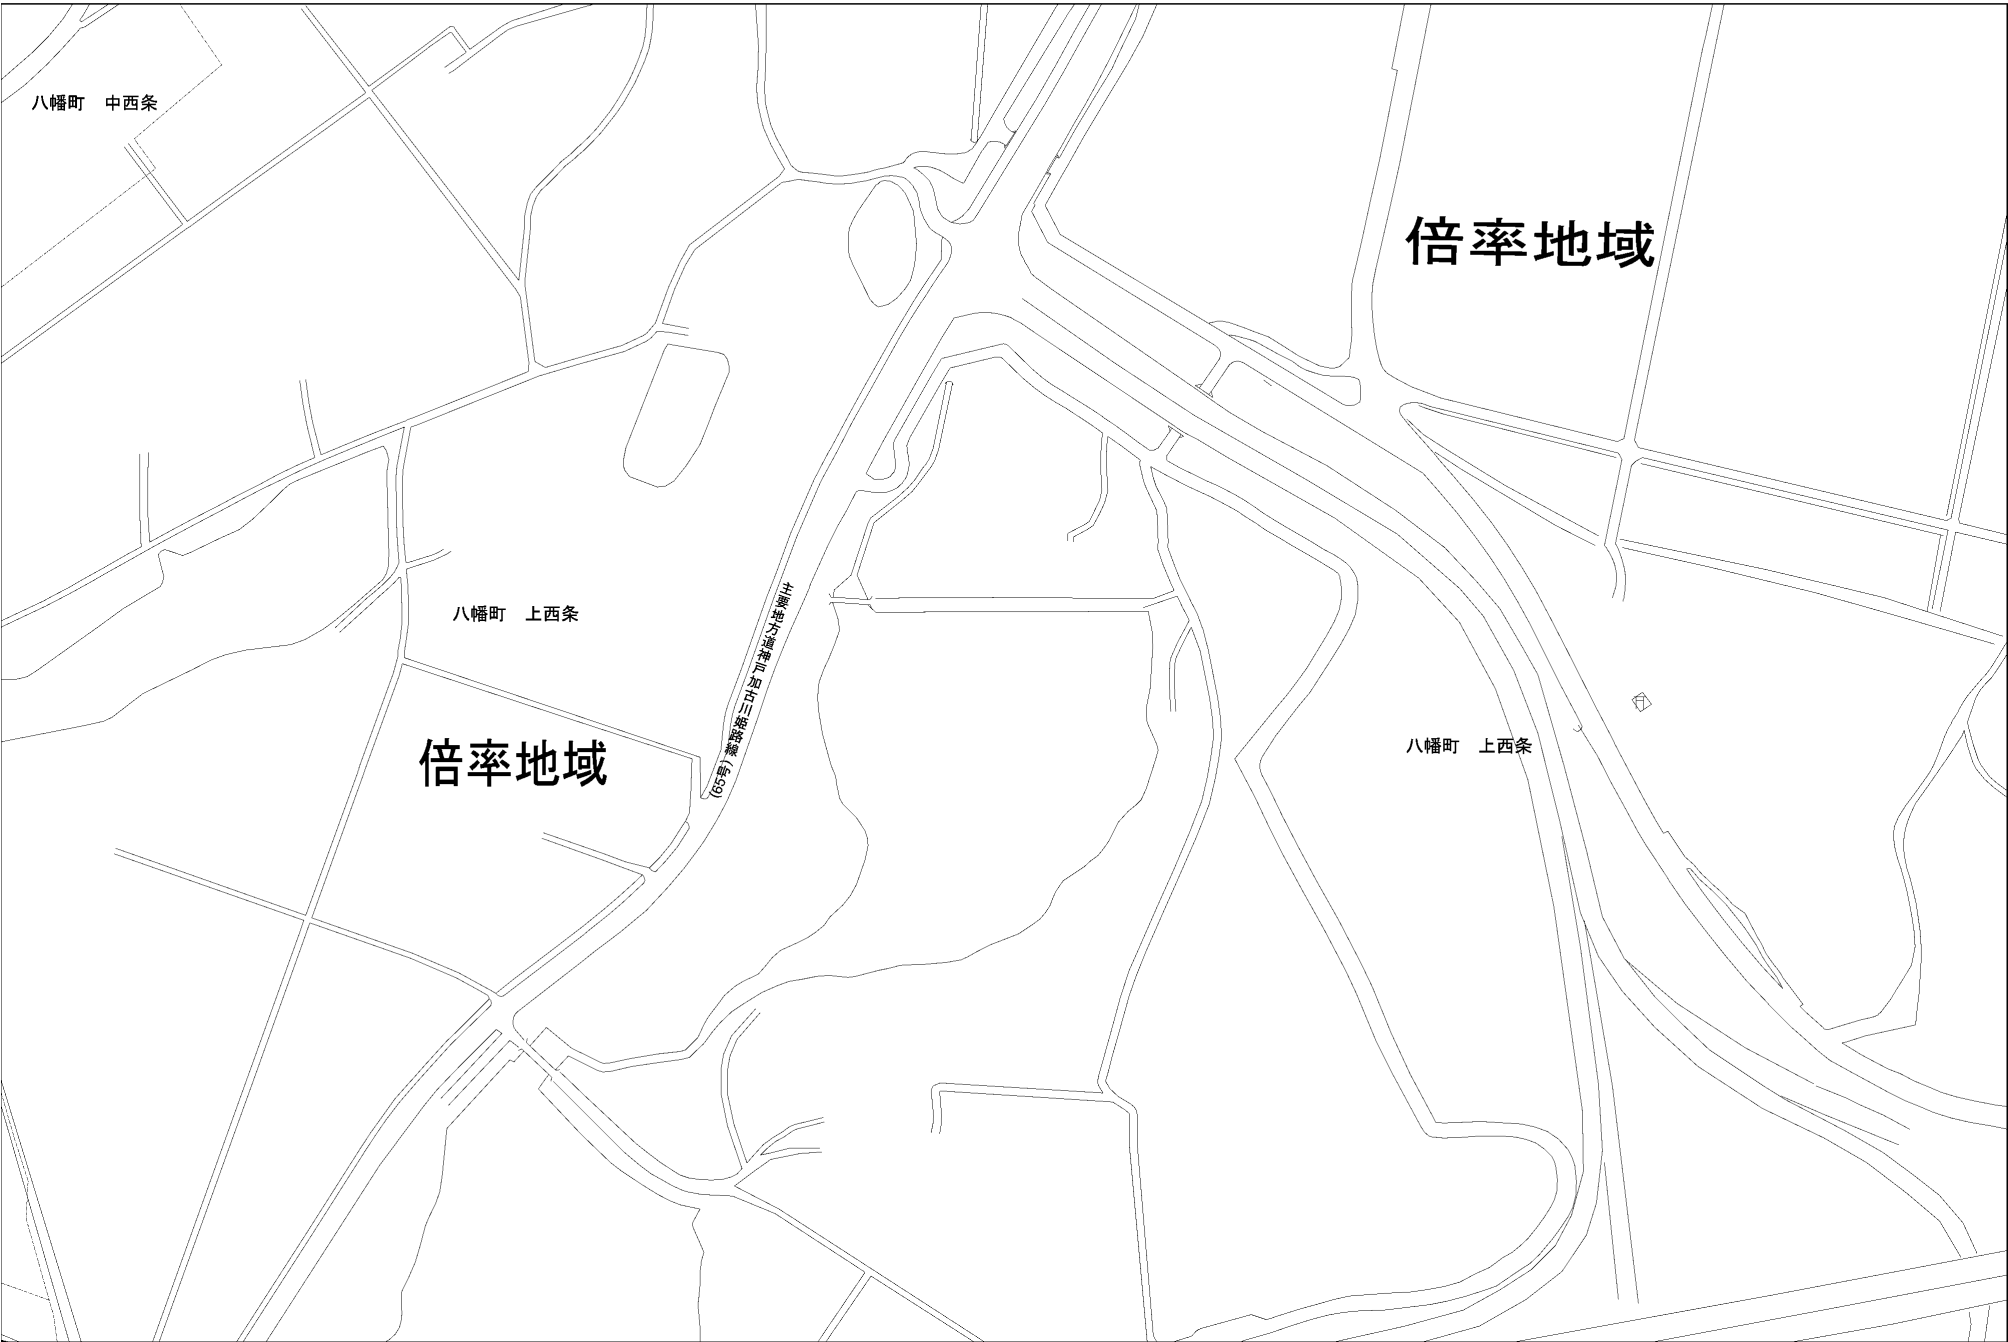 八幡町　中西条
倍率地域
八幡町　上西条
主要地方道神戸加古川姫路線
(65号)
八幡町　上西条
倍率地域